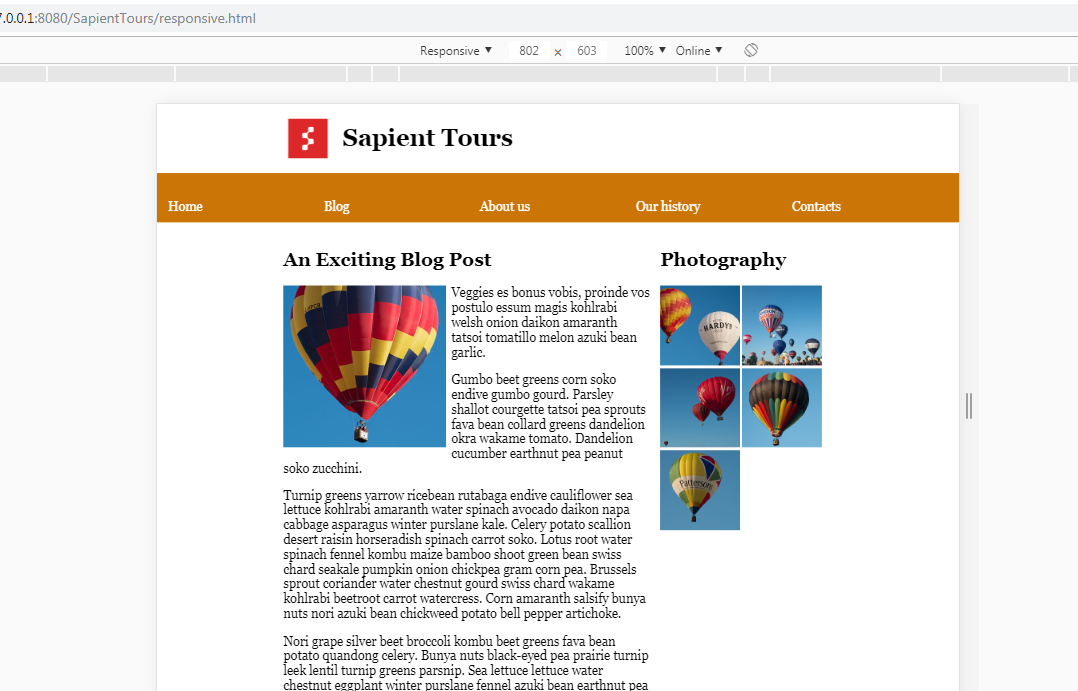 7.0.0.1:8080/SapientTours/responsive.html
Responsive ▼ 802 x 603 100% ▼ Online ▼
Sapient Tours
Home Blog About us Our history Contacts
An Exciting Blog Post
Veggies es bonus vobis, proinde vos
postulo essum magis kohlrabi
welsh onion daikon amaranth
tatsoi tomatillo melon azuki bean
garlic.
Gumbo beet greens corn soko
endive gumbo gourd. Parsley
shallot courgette tatsoi pea sprouts
fava bean collard greens dandelion
okra wakame tomato. Dandelion
cucumber earthnut pea peanut
soko zucchini.
Turnip greens yarrow ricebean rutabaga endive cauliflower sea
lettuce kohlrabi amaranth water spinach avocado daikon napa
cabbage asparagus winter purslane kale. Celery potato scallion
desert raisin horseradish spinach carrot soko. Lotus root water
spinach fennel kombu maize bamboo shoot green bean swiss
chard seakale pumpkin onion chickpea gram corn pea. Brussels
sprout coriander water chestnut gourd swiss chard wakame
kohlrabi beetroot carrot watercress. Corn amaranth salsify bunya
nuts nori azuki bean chickweed potato bell pepper artichoke.
Nori grape silver beet broccoli kombu beet greens fava bean
potato quandong celery. Bunya nuts black-eyed pea prairie turnip
leek lentil turnip greens parsnip. Sea lettuce lettuce water
chestnut eggplant winter purslane fennel azuki bean earthnut pea
Photography
HARDYS
Pattersons